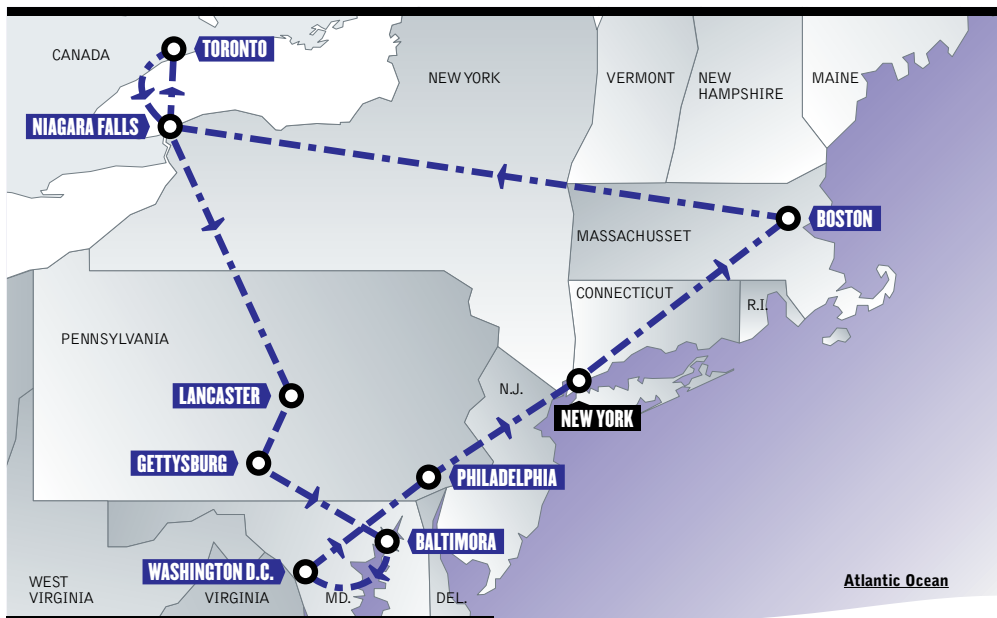 TORONTO
CANADA
NEW YORK
VERMONT
NEW
HAMPSHIRE
MAINE
NIAGARA FALLS
BOSTON
MASSACHUSSET
CONNECTICUT
R.I.
PENNSYLVANIA
N.J.
LANCASTER
NEW YORK
GETTYSBURG
PHILADELPHIA
BALTIMORA
WASHINGTON D.C.
WEST
VIRGINIA
VIRGINIA
MD.
DEL.
Atlantic Ocean